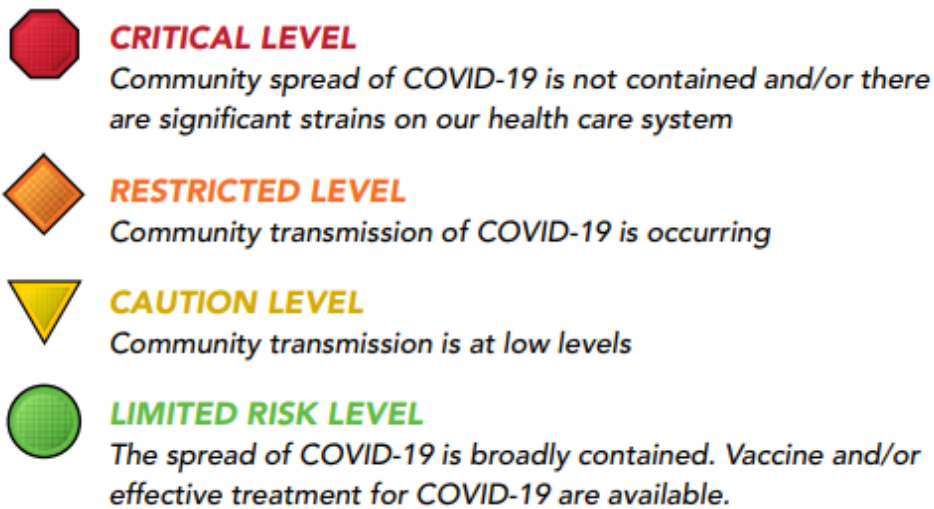 CRITICAL LEVEL
Community spread of COVID-19 is not contained and/or there
are significant strains on our health care system
RESTRICTED LEVEL
Community transmission of COVID-19 is occurring
CAUTION LEVEL
Community transmission is at low levels
LIMITED RISK LEVEL
The spread of COVID-19 is broadly contained. Vaccine and/or
effective treatment for COVID-19 are available.